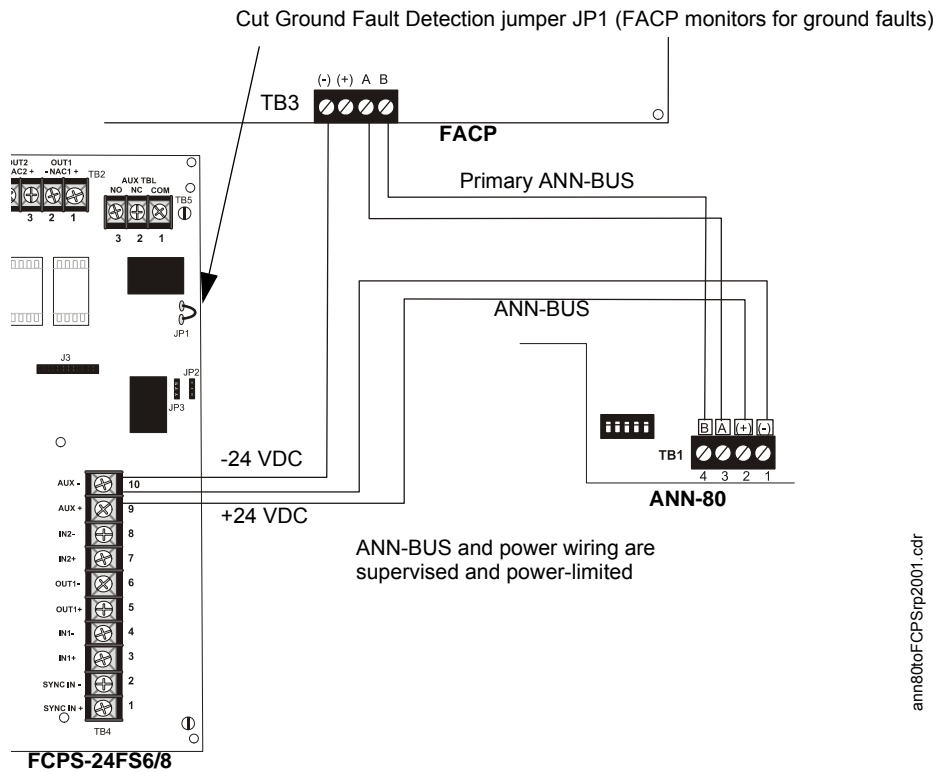 Cut Ground Fault Detection jumper JP1 (FACP monitors for ground faults)
(-) (+) A B
TB3
FACP
OUT2 OUT1
NAC2 + - NAC1 + TB2
3 2 1
AUX TBL
NO NC COM
TB5
3 2 1
Primary ANN-BUS
JP1
ANN-BUS
J3
JP2
JP3
B A (+) (-)
TB1
4 3 2 1
ANN-80
-24 VDC
+24 VDC
AUX - 10
AUX + 9
IN2- 8
IN2+ 7
OUT1- 6
OUT1+ 5
IN1- 4
IN1+ 3
SYNC IN - 2
SYNC IN + 1
TB4
ANN-BUS and power wiring are
supervised and power-limited
FCPS-24FS6/8
ann80toFCPSrp2001.cdr